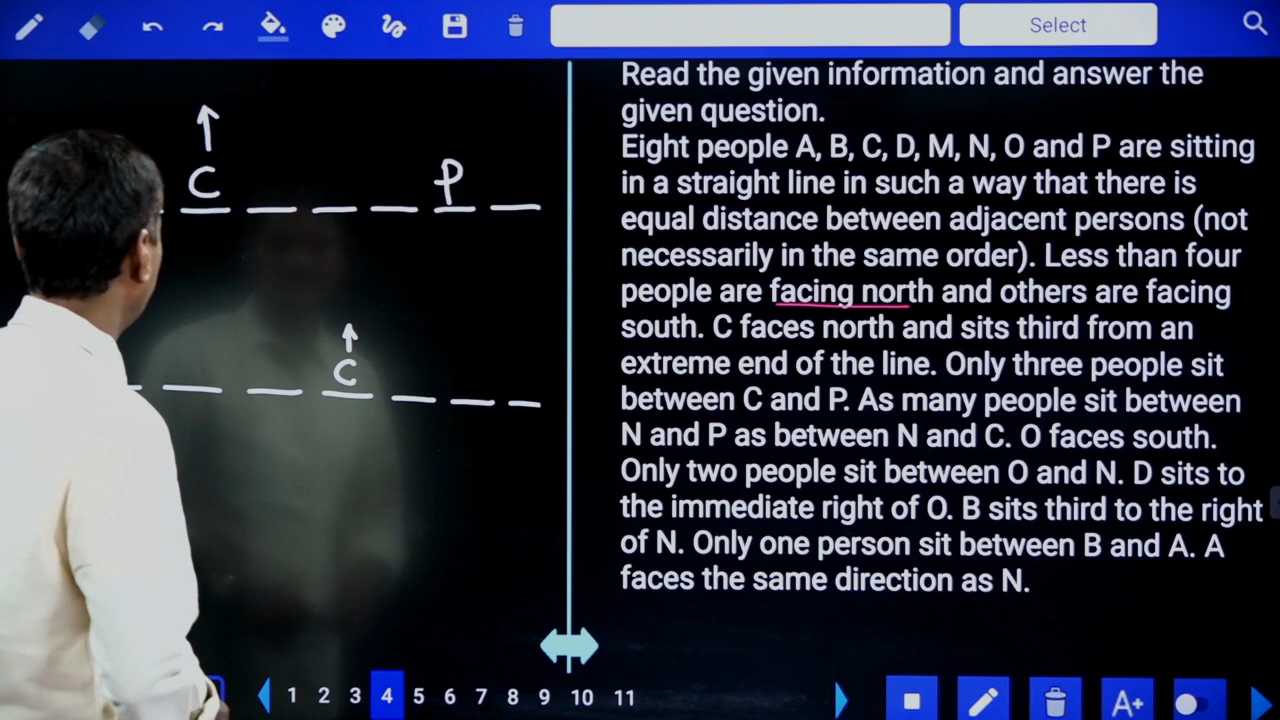 Select
Read the given information and answer the
given question.
Eight people A, B, C, D, M, N, O and P are sitting
in a straight line in such a way that there is
equal distance between adjacent persons (not
necessarily in the same order). Less than four
people are facing north and others are facing
south. C faces north and sits third from an
extreme end of the line. Only three people sit
between C and P. As many people sit between
N and P as between N and C. O faces south.
Only two people sit between O and N. D sits to
the immediate right of O. B sits third to the right
of N. Only one person sit between B and A. A
faces the same direction as N.
C P
C
1 2 3 4 5 6 7 8 9 10 11
A+